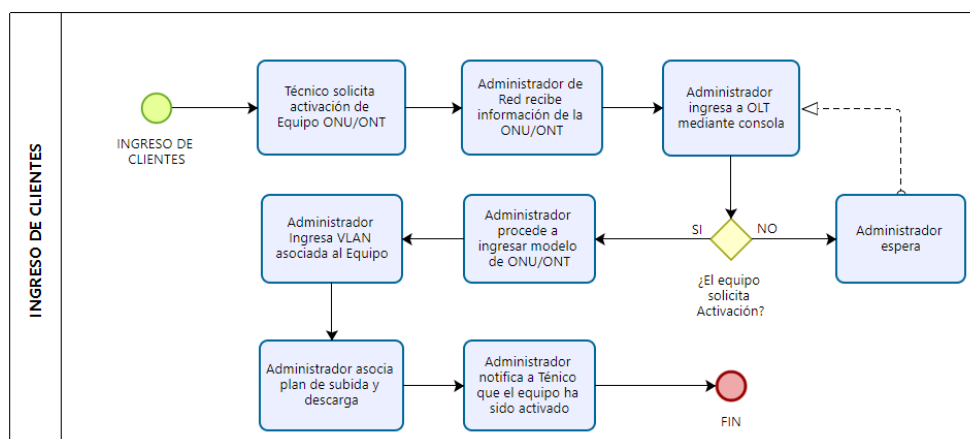 INGRESO DE CLIENTES
INGRESO DE
CLIENTES
Técnico solicita
activación de
Equipo ONU/ONT
Administrador de
Red recibe
información de la
ONU/ONT
Administrador
ingresa a OLT
mediante consola
¿El equipo
solicita
Activación?
SI
NO
Administrador
espera
Administrador
procede a
ingresar modelo
de ONU/ONT
Administrador
Ingresa VLAN
asociada al Equipo
Administrador asocia
plan de subida y
descarga
Administrador
notifica a Ténico
que el equipo ha
sido activado
FIN